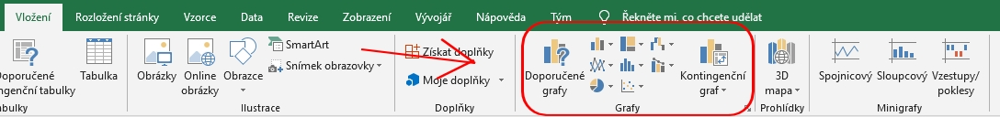 Vložení Rozložení stránky Vzorce Data Revize Zobrazení Vývojář Nápověda Tým Řekněte mi, co chcete udělat
Doporučené
ngenční tabulky
Tabulka
Obrázky
Online
obrázky
Obrazce
SmartArt
Snímek obrazovky
Získat doplňky
Moje doplňky
Doporučené
grafy
Kontingenční
graf
3D
mapa
Spojnicový
Sloupcový
Vzestupy/
poklesy
abulky
Ilustrace
Doplňky
Grafy
Prohlídky
Minigrafy